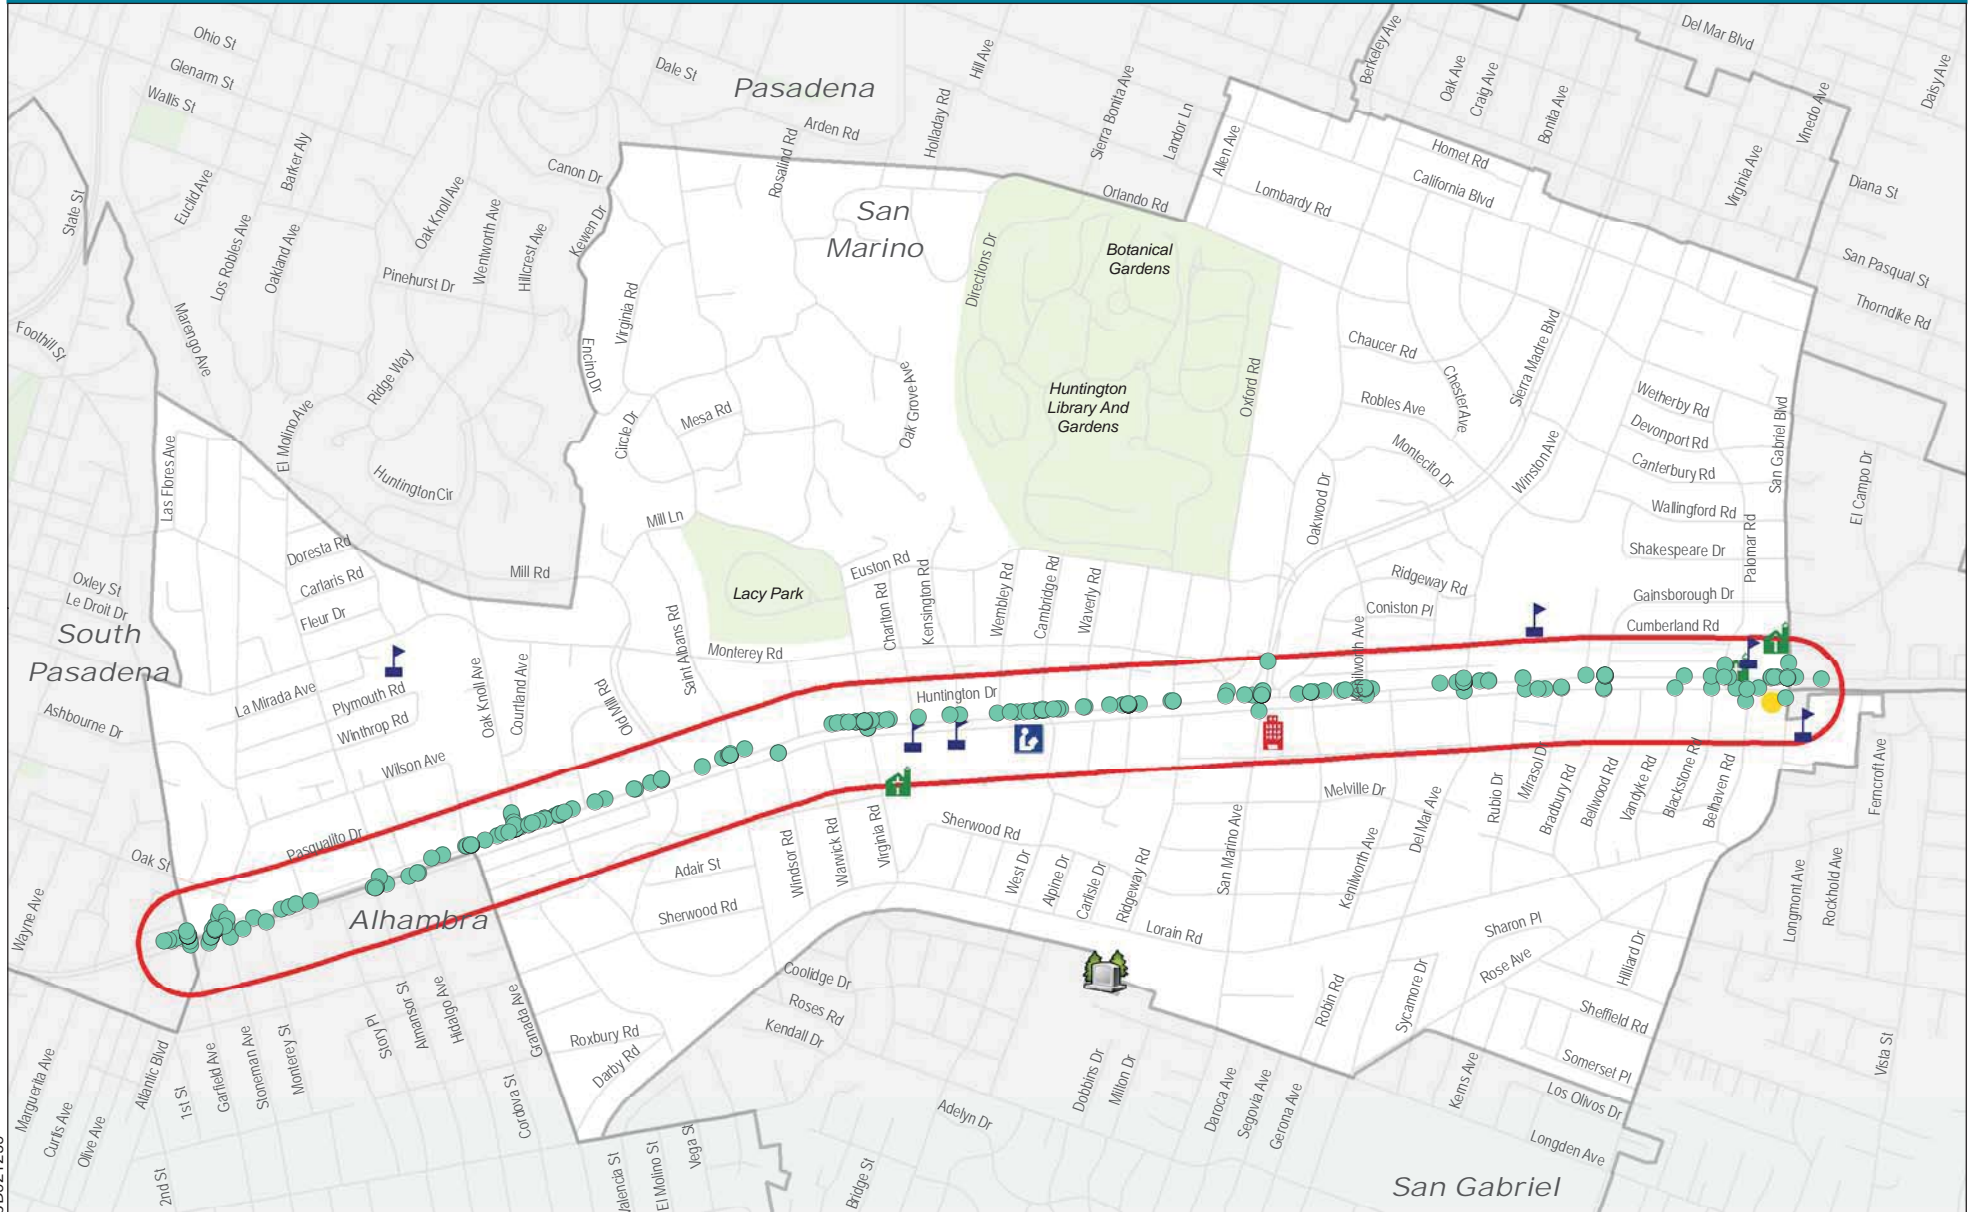 Ohio St
Glenarm St
Wallis St
Dale St
Pasadena
Arden Rd
Hill Ave
Holladay Rd
Sierra Bonita Ave
Landor Ln
Allen Ave
Berkeley Ave
Oak Ave
Craig Ave
Bonita Ave
Del Mar Blvd
Daisy Ave
Vinedo Ave
Virginia Ave
Diana St
San Pasqual St
Thorndike Rd
State St
Euclid Ave
Barker Aly
Los Robles Ave
Oakland Ave
Oak Knoll Ave
Wentworth Ave
Hillcrest Ave
Canon Dr
Kewen Dr
Pinehurst Dr
Rosalind Rd
San
Marino
Orlando Rd
Lombardy Rd
Homet Rd
California Blvd
Directions Dr
Botanical
Gardens
Foothill St
Marengo Ave
El Molino Ave
Ridge Way
Encino Dr
Virginia Rd
Circle Dr
Mesa Rd
Oak Grove Ave
Huntington
Library And
Gardens
Oxford Rd
Chaucer Rd
Robles Ave
Chester Ave
Montecito Dr
Sierra Madre Blvd
Winston Ave
Wetherby Rd
Devonport Rd
Canterbury Rd
Wallingford Rd
Shakespeare Dr
Palomar Rd
San Gabriel Blvd
El Campo Dr
Las Flores Ave
Huntington Cir
Mill Ln
Oakwood Dr
Doresta Rd
Carlaris Rd
Fleur Dr
Mill Rd
Lacy Park
Euston Rd
Charlton Rd
Kensington Rd
Wembley Rd
Cambridge Rd
Waverly Rd
Ridgeway Rd
Coniston Pl
Gainsborough Dr
Cumberland Rd
Oxley St
Le Droit Dr
South
Pasadena
Ashbourne Dr
La Mirada Ave
Plymouth Rd
Winthrop Rd
Wilson Ave
Oak Knoll Ave
Courtland Ave
Old Mill Rd
Saint Albans Rd
Monterey Rd
Huntington Dr
Kenilworth Ave
Oak St
Pasqualito Dr
Wayne Ave
Alhambra
Adair St
Sherwood Rd
Windsor Rd
Warwick Rd
Virginia Rd
Sherwood Rd
West Dr
Alpine Dr
Carlisle Dr
Ridgeway Rd
Lorain Rd
San Marino Ave
Melville Dr
Kenilworth Ave
Del Mar Ave
Rubio Dr
Mirasol Dr
Bradbury Rd
Bellwood Rd
Vandyke Rd
Blackstone Rd
Belhaven Rd
Ferncroft Ave
Longmont Ave
Rockhold Ave
Sharon Pl
Rose Ave
Hilliard Dr
Sheffield Rd
Somerset Pl
Robin Rd
Sycamore Dr
Coolidge Dr
Roses Rd
Kendall Dr
Roxbury Rd
Darby Rd
Marguerita Ave
Curtis Ave
Olive Ave
Atlantic Blvd
1st St
2nd St
Garfield Ave
Stoneman Ave
Monterey St
Story Pl
Almansor St
Hidalgo Ave
Granada Ave
Cordova St
El Molino St
Vega St
Bridge St
Adelyn Dr
Dobbins Dr
Millon Dr
Daroca Ave
Segovia Ave
Gerona Ave
Kerns Ave
Los Olivos Dr
Longden Ave
Vista St
San Gabriel